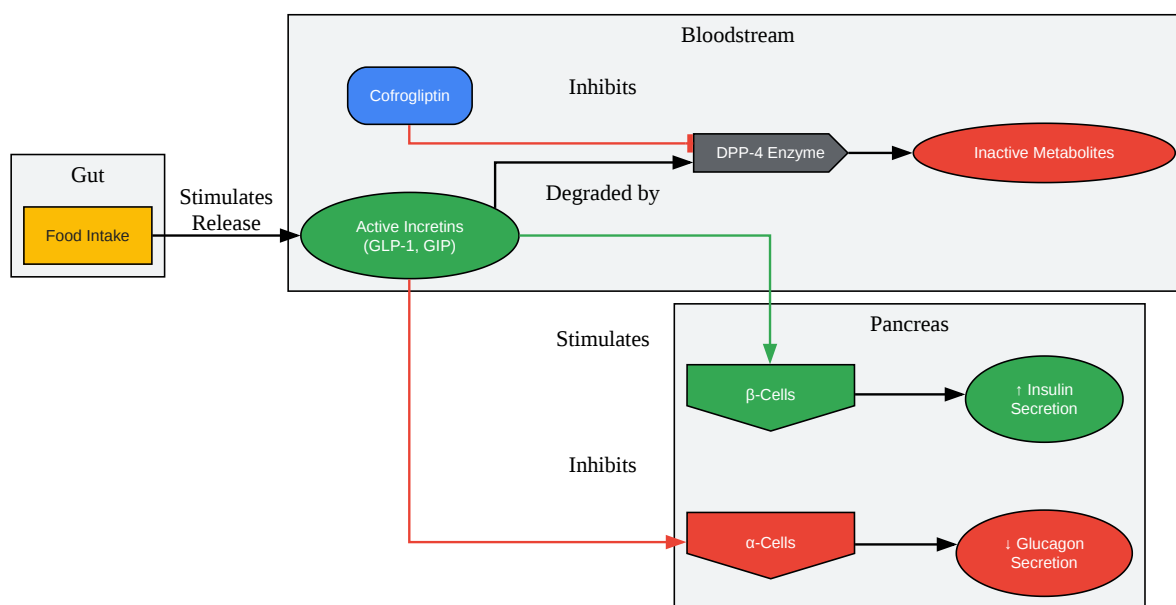 Bloodstream
Cofrogliptin
Inhibits
DPP-4 Enzyme
Inactive Metabolites
Gut
Degraded by
Stimulates
Release
Food Intake
Active Incretins
(GLP-1, GIP)
Pancreas
Stimulates
β-Cells
↑ Insulin
Secretion
Inhibits
α-Cells
↓ Glucagon
Secretion